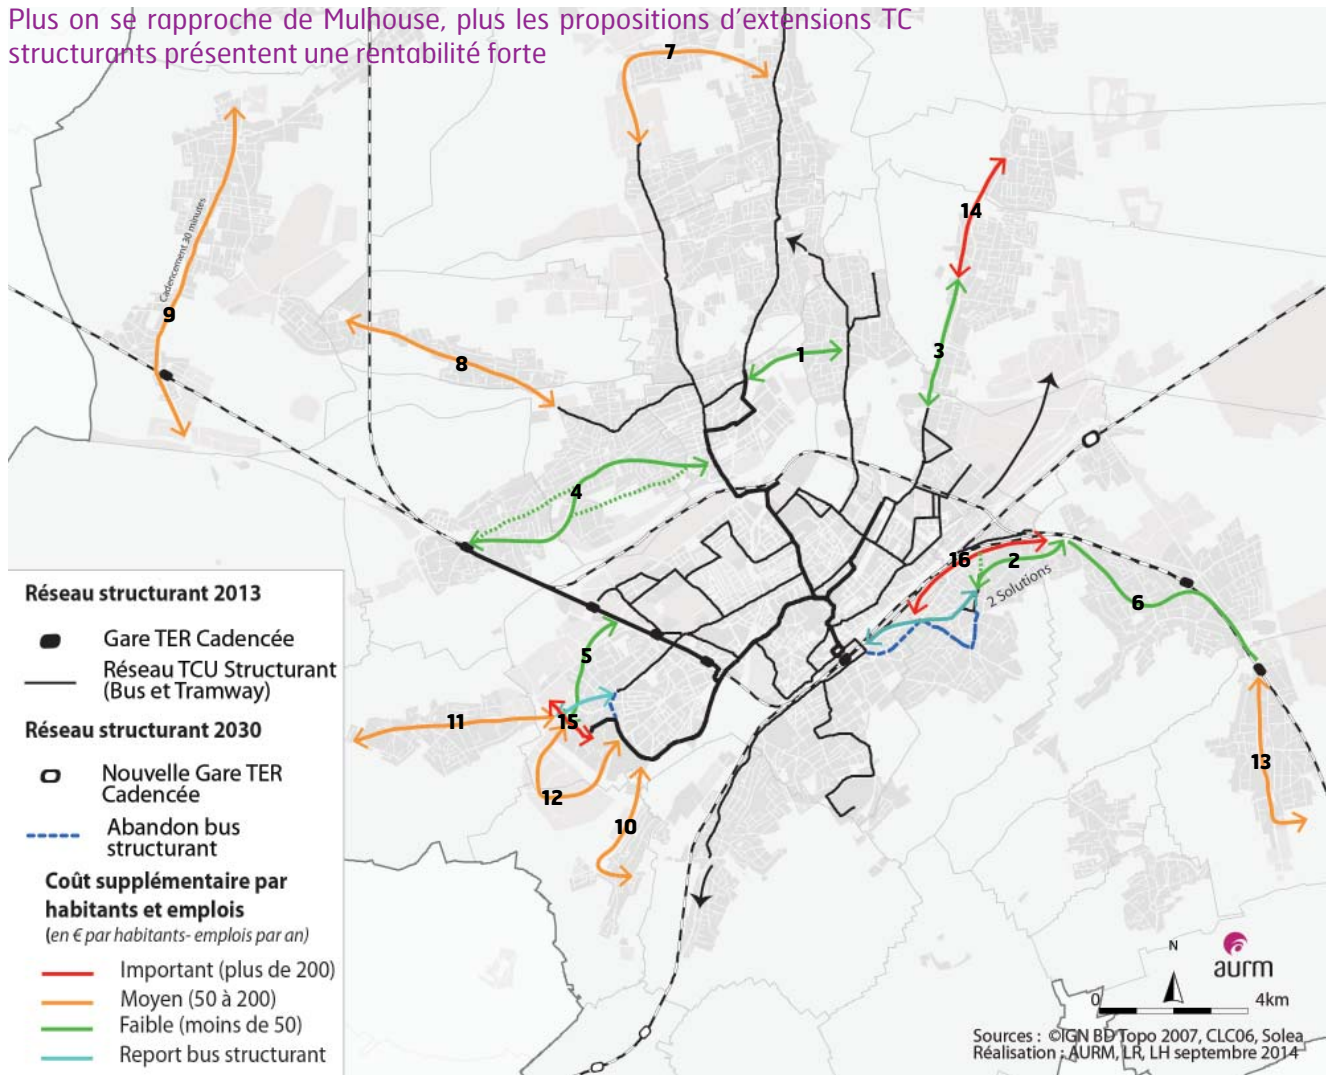 Plus on se rapproche de Mulhouse, plus les propositions d'extensions TC
structurants présentent une rentabilité forte
7
14
Cadencement 30 minutes
9
8
1
3
4
16
2
2 Solutions
6
5
15
11
12
10
13
Réseau structurant 2013
Gare TER Cadencée
Réseau TCU Structurant
(Bus et Tramway)
Réseau structurant 2030
Nouvelle Gare TER
Cadencée
Abandon bus
structurant
Coût supplémentaire par
habitants et emplois
(en € par habitants- emplois par an)
Important (plus de 200)
Moyen (50 à 200)
Faible (moins de 50)
Report bus structurant
N
aurm
0 4km
Sources : ©IGN BD Topo 2007, CLC06, Solea
Réalisation : AURM, LR, LH septembre 2014